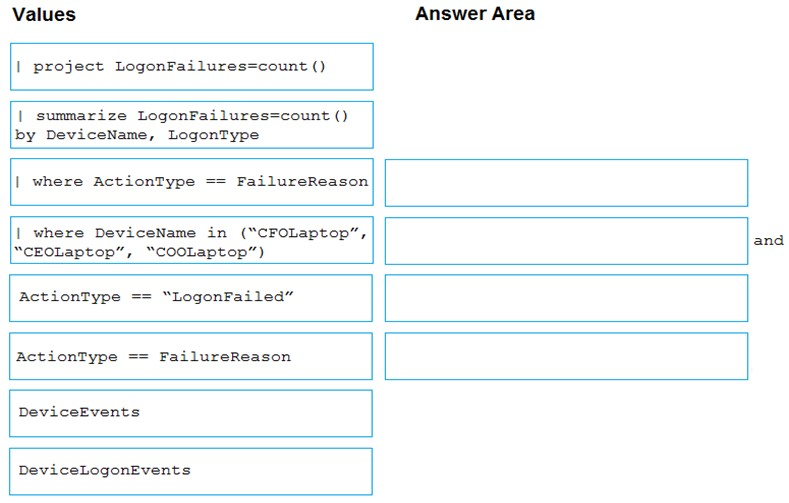 Values
Answer Area
| project LogonFailures=count()
| summarize LogonFailures=count()
by DeviceName, LogonType
| where ActionType == FailureReason
| where DeviceName in (“CFOLaptop”,
“CEOLaptop”, “COOLaptop”)
and
ActionType == “LogonFailed”
ActionType == FailureReason
DeviceEvents
DeviceLogonEvents